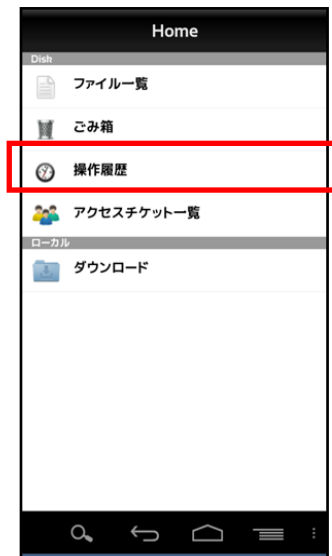 Home
Disk
ファイル一覧
ごみ箱
操作履歴
アクセスチケット一覧
ローカル
ダウンロード